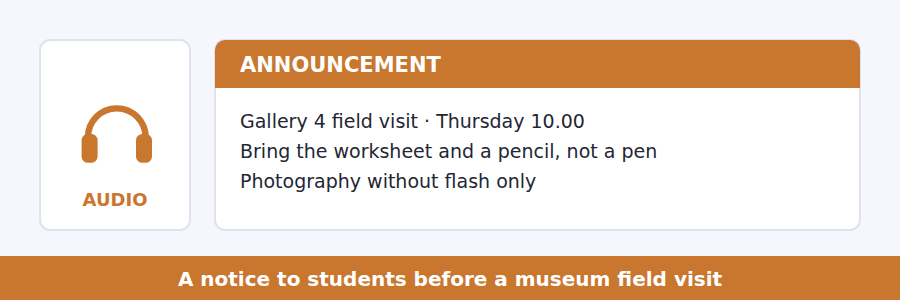 AUDIO
ANNOUNCEMENT
Gallery 4 field visit · Thursday 10.00
Bring the worksheet and a pencil, not a pen
Photography without flash only
A notice to students before a museum field visit